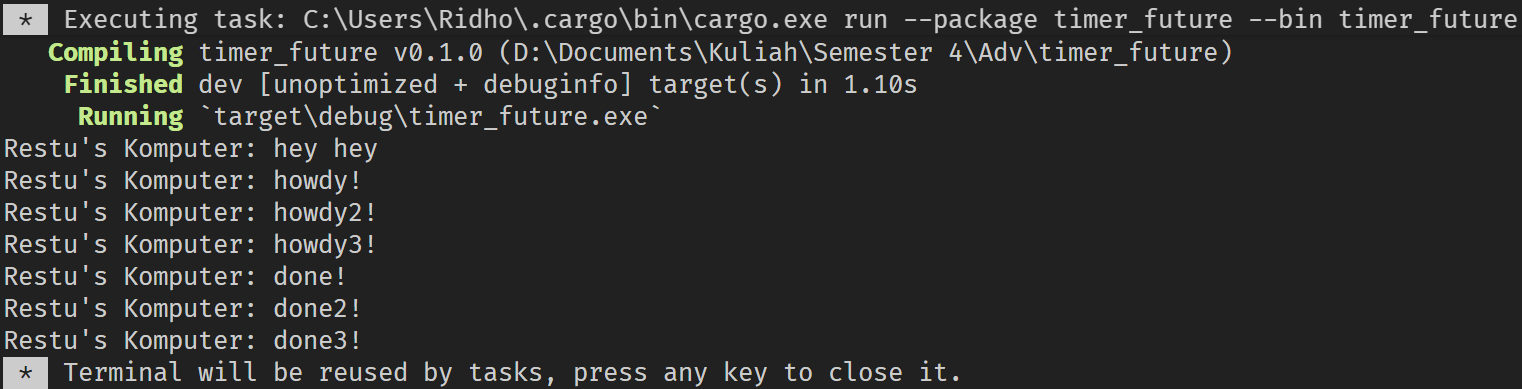 * Executing task: C:\Users\Ridho\.cargo\bin\cargo.exe run --package timer_future --bin timer_future
Compiling timer_future v0.1.0 (D:\Documents\Kuliah\Semester 4\Adv\timer_future)
Finished dev [unoptimized + debuginfo] target(s) in 1.10s
Running `target\debug\timer_future.exe`
Restu's Komputer: hey hey
Restu's Komputer: howdy!
Restu's Komputer: howdy2!
Restu's Komputer: howdy3!
Restu's Komputer: done!
Restu's Komputer: done2!
Restu's Komputer: done3!
* Terminal will be reused by tasks, press any key to close it.